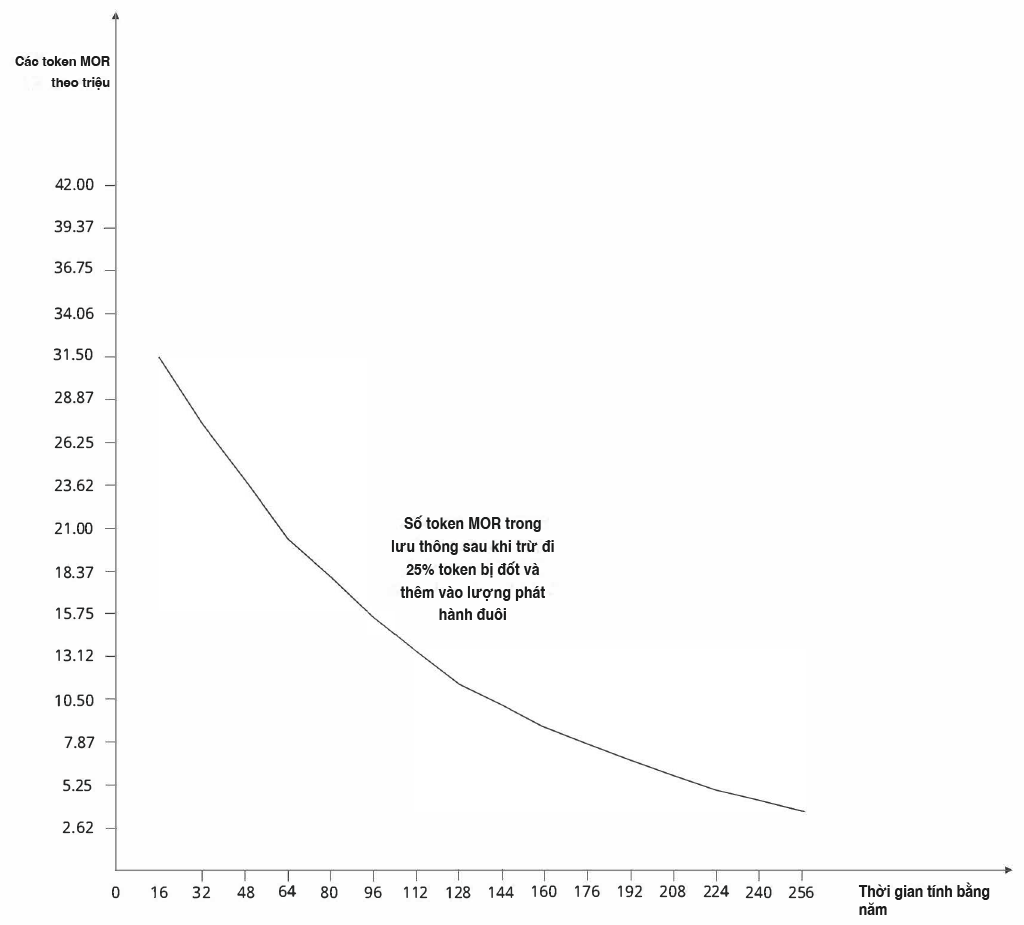 Các token MOR
theo triệu
42.00
39.37
36.75
34.06
31.50
28.87
26.25
23.62
21.00
18.37
15.75
13.12
10.50
7.87
5.25
2.62
Số token MOR trong
lưu thông sau khi trừ đi
25% token bị đốt và
thêm vào lượng phát
hành đuôi
0 16 32 48 64 80 96 112 128 144 160 176 192 208 224 240 256
Thời gian tính bằng
năm